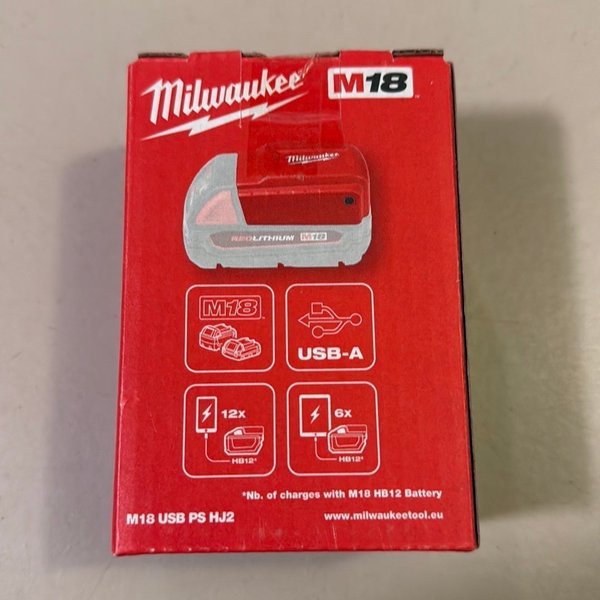 Milwaukee M18
Milwaukee
REDLITHIUM M18
M18
USB-A
12x
HB12*
6x
HB12*
*Nb. of charges with M18 HB12 Battery
M18 USB PS HJ2
www.milwaukeetool.eu